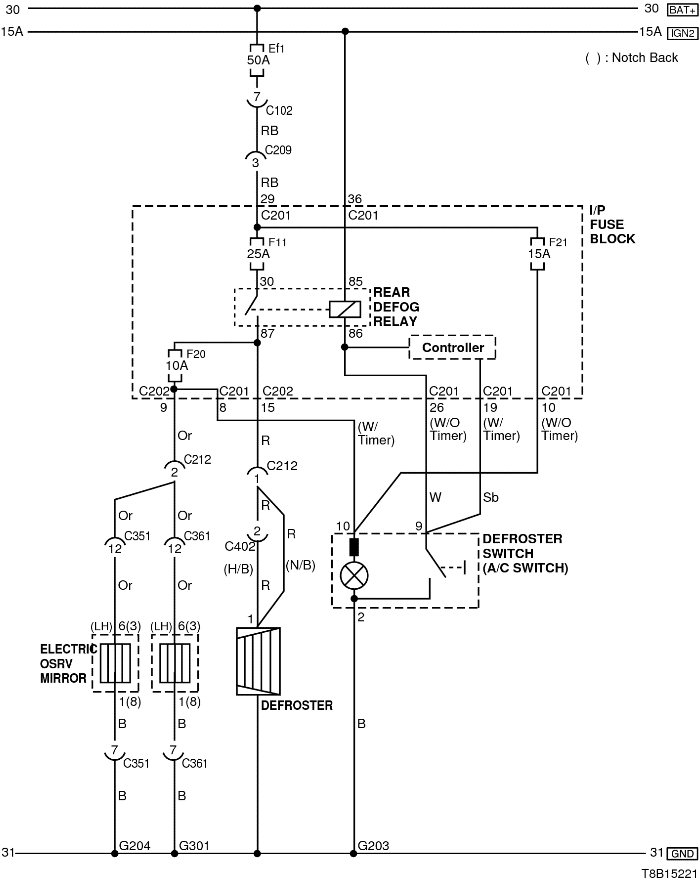 30
30 BAT+
15A
15A IGN2
( ) : Notch Back
Ef1
50A
7
C102
RB
C209
3
RB
29
36
C201
C201
I/P
FUSE
BLOCK
F11
25A
F21
15A
30
85
REAR
DEFOG
RELAY
87
86
Controller
F20
10A
C202
C201
C202
C201
C201
C201
9
8
15
26
19
10
(W/
Timer)
(W/O
Timer)
(W/
Timer)
(W/O
Timer)
Or
R
C212
2
C212
1
W
Sb
Or
Or
R
R
C351
12
C361
12
2
C402
(H/B)
(N/B)
10
9
DEFROSTER
SWITCH
(A/C SWITCH)
Or
Or
R
2
(LH) 6(3)
(LH) 6(3)
1
ELECTRIC
OSRV
MIRROR
1(8)
1(8)
DEFROSTER
B
B
B
7
C351
7
C361
B
B
31
G204
G301
G203
31 GND
T8B15221